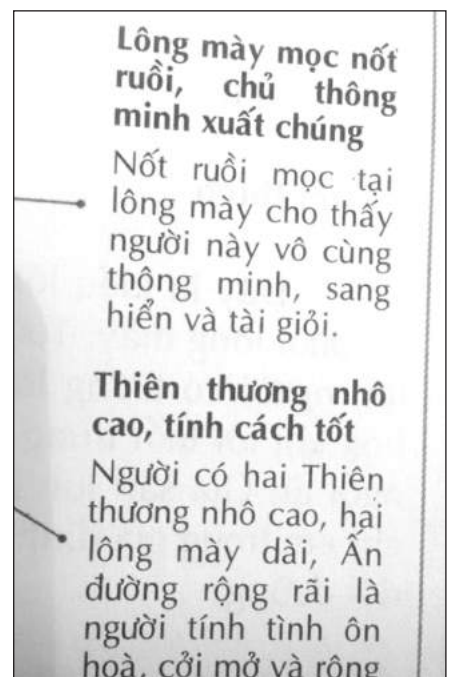 Lông mày mọc nốt
ruồi, chủ thông
minh xuất chúng
Nốt ruồi mọc tại
lông mày cho thấy
người này vô cùng
thông minh, sang
hiển và tài giỏi.
Thiên thương nhô
cao, tính cách tốt
Người có hai Thiên
thương nhô cao, hai
lông mày dài, Ấn
đường rộng rãi là
người tính tình ôn
hoà, cởi mở và rộng